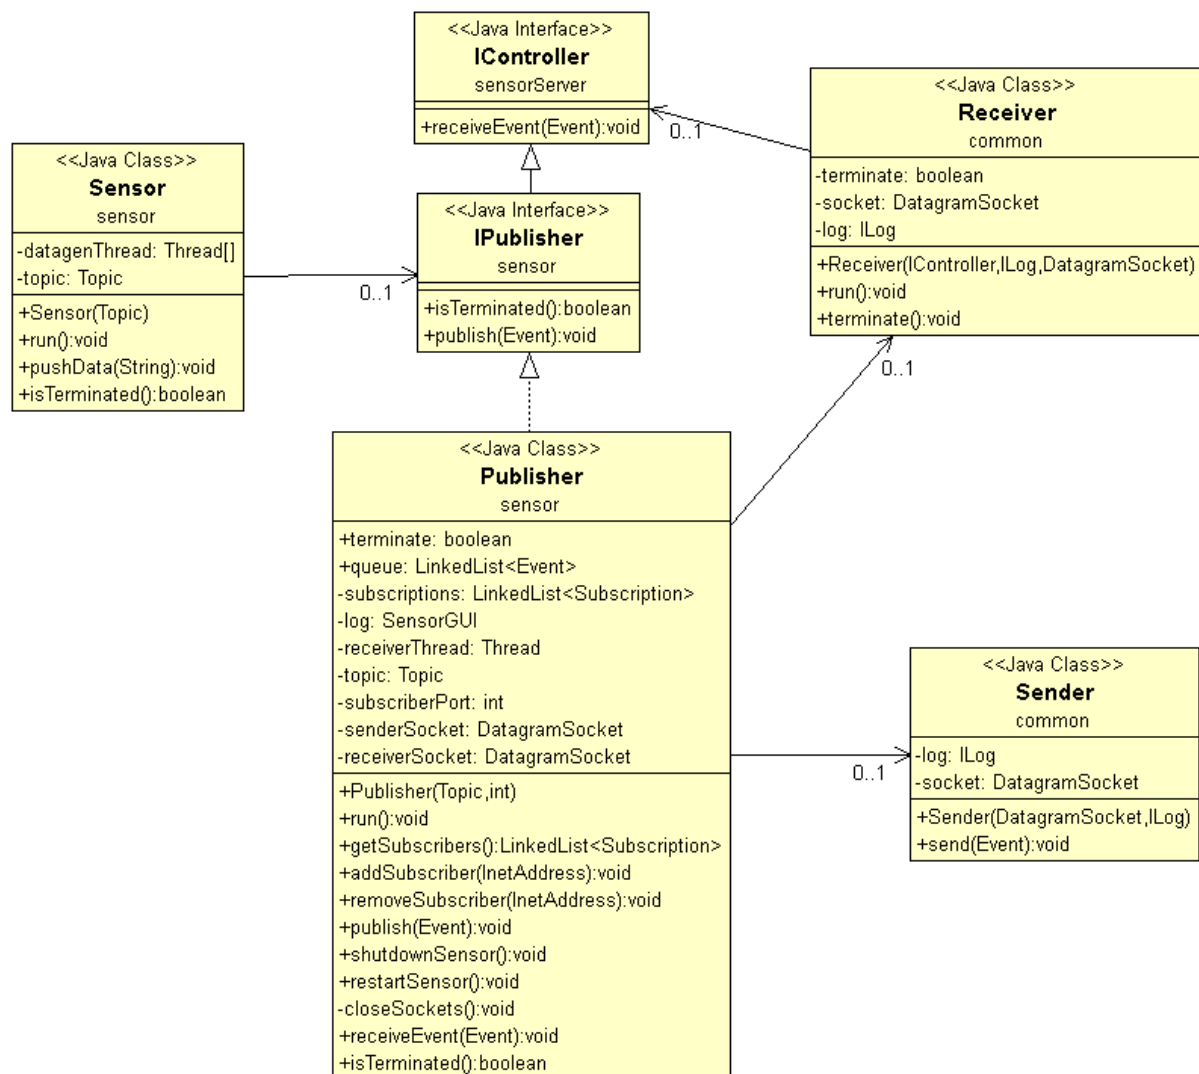 <<Java Interface>>
IController
sensorServer
+receiveEvent(Event):void
<<Java Class>>
Receiver
common
-terminate: boolean
-socket: DatagramSocket
-log: ILog
+Receiver(IController,ILog,DatagramSocket)
+run():void
+terminate():void
0..1
<<Java Class>>
Sensor
sensor
-datagenThread: Thread[]
-topic: Topic
+Sensor(Topic)
+run():void
+pushData(String):void
+isTerminated():boolean
0..1
<<Java Interface>>
IPublisher
sensor
+isTerminated():boolean
+publish(Event):void
0..1
<<Java Class>>
Publisher
sensor
+terminate: boolean
+queue: LinkedList<Event>
-subscriptions: LinkedList<Subscription>
-log: SensorGUI
-receiverThread: Thread
-topic: Topic
-subscriberPort: int
-senderSocket: DatagramSocket
-receiverSocket: DatagramSocket
+Publisher(Topic,int)
+run():void
+getSubscribers():LinkedList<Subscription>
+addSubscriber(InetAddress):void
+removeSubscriber(InetAddress):void
+publish(Event):void
+shutdownSensor():void
+restartSensor():void
-closeSockets():void
+receiveEvent(Event):void
+isTerminated():boolean
0..1
<<Java Class>>
Sender
common
-log: ILog
-socket: DatagramSocket
+Sender(DatagramSocket,ILog)
+send(Event):void